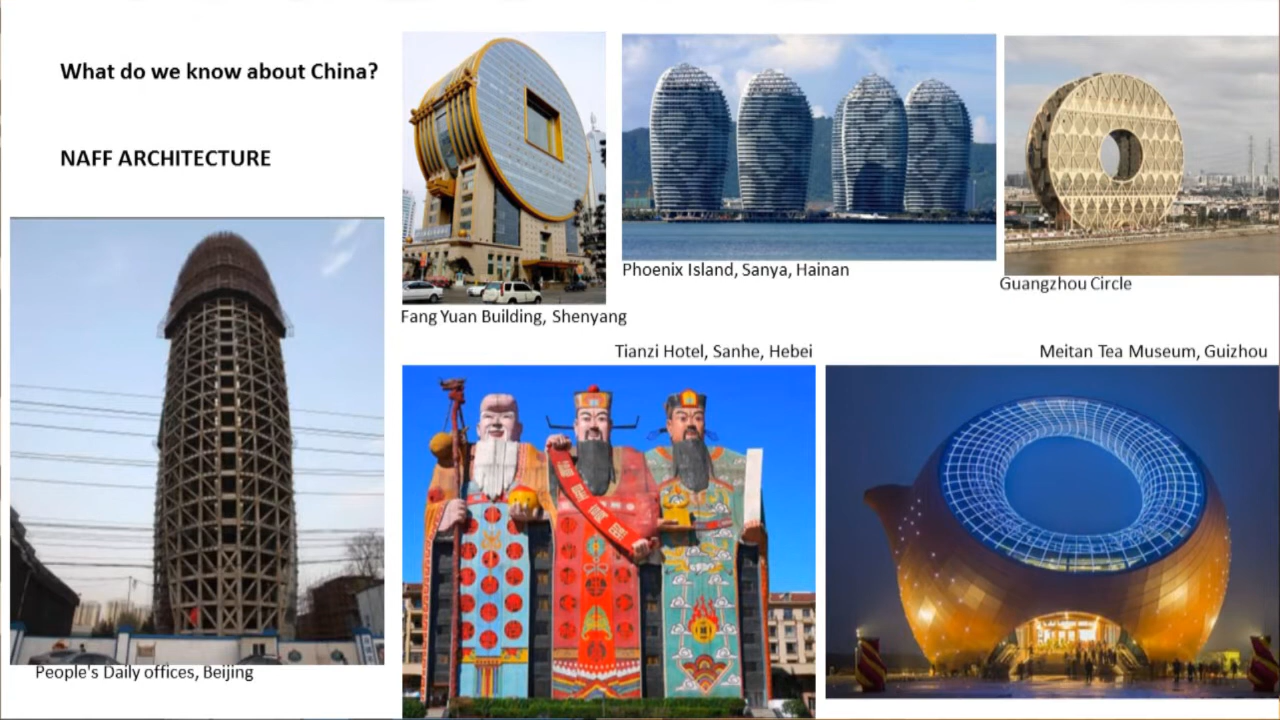 What do we know about China?
NAFF ARCHITECTURE
Fang Yuan Building, Shenyang
Phoenix Island, Sanya, Hainan
Guangzhou Circle
Tianzi Hotel, Sanhe, Hebei
Meitan Tea Museum, Guizhou
People's Daily offices, Beijing